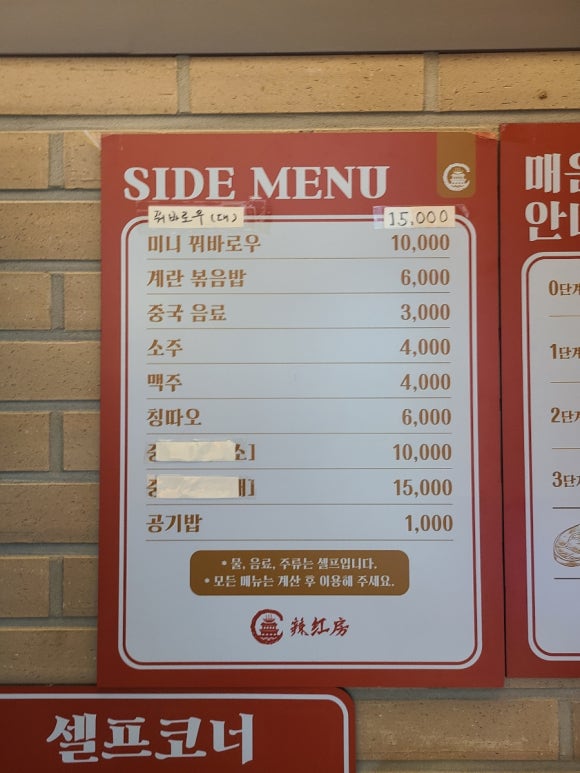 SIDE MENU
꿔바로우 (대) 15,000
미니 꿔바로우 10,000
계란 볶음밥 6,000
중국 음료 3,000
소주 4,000
맥주 4,000
칭따오 6,000
소] 10,000
15,000
공기밥 1,000
* 물, 음료, 주류는 셀프입니다.
* 모든 메뉴는 계산 후 이용해 주세요.
辣红房
셀프코너
0단계
1단계
2단계
3단계